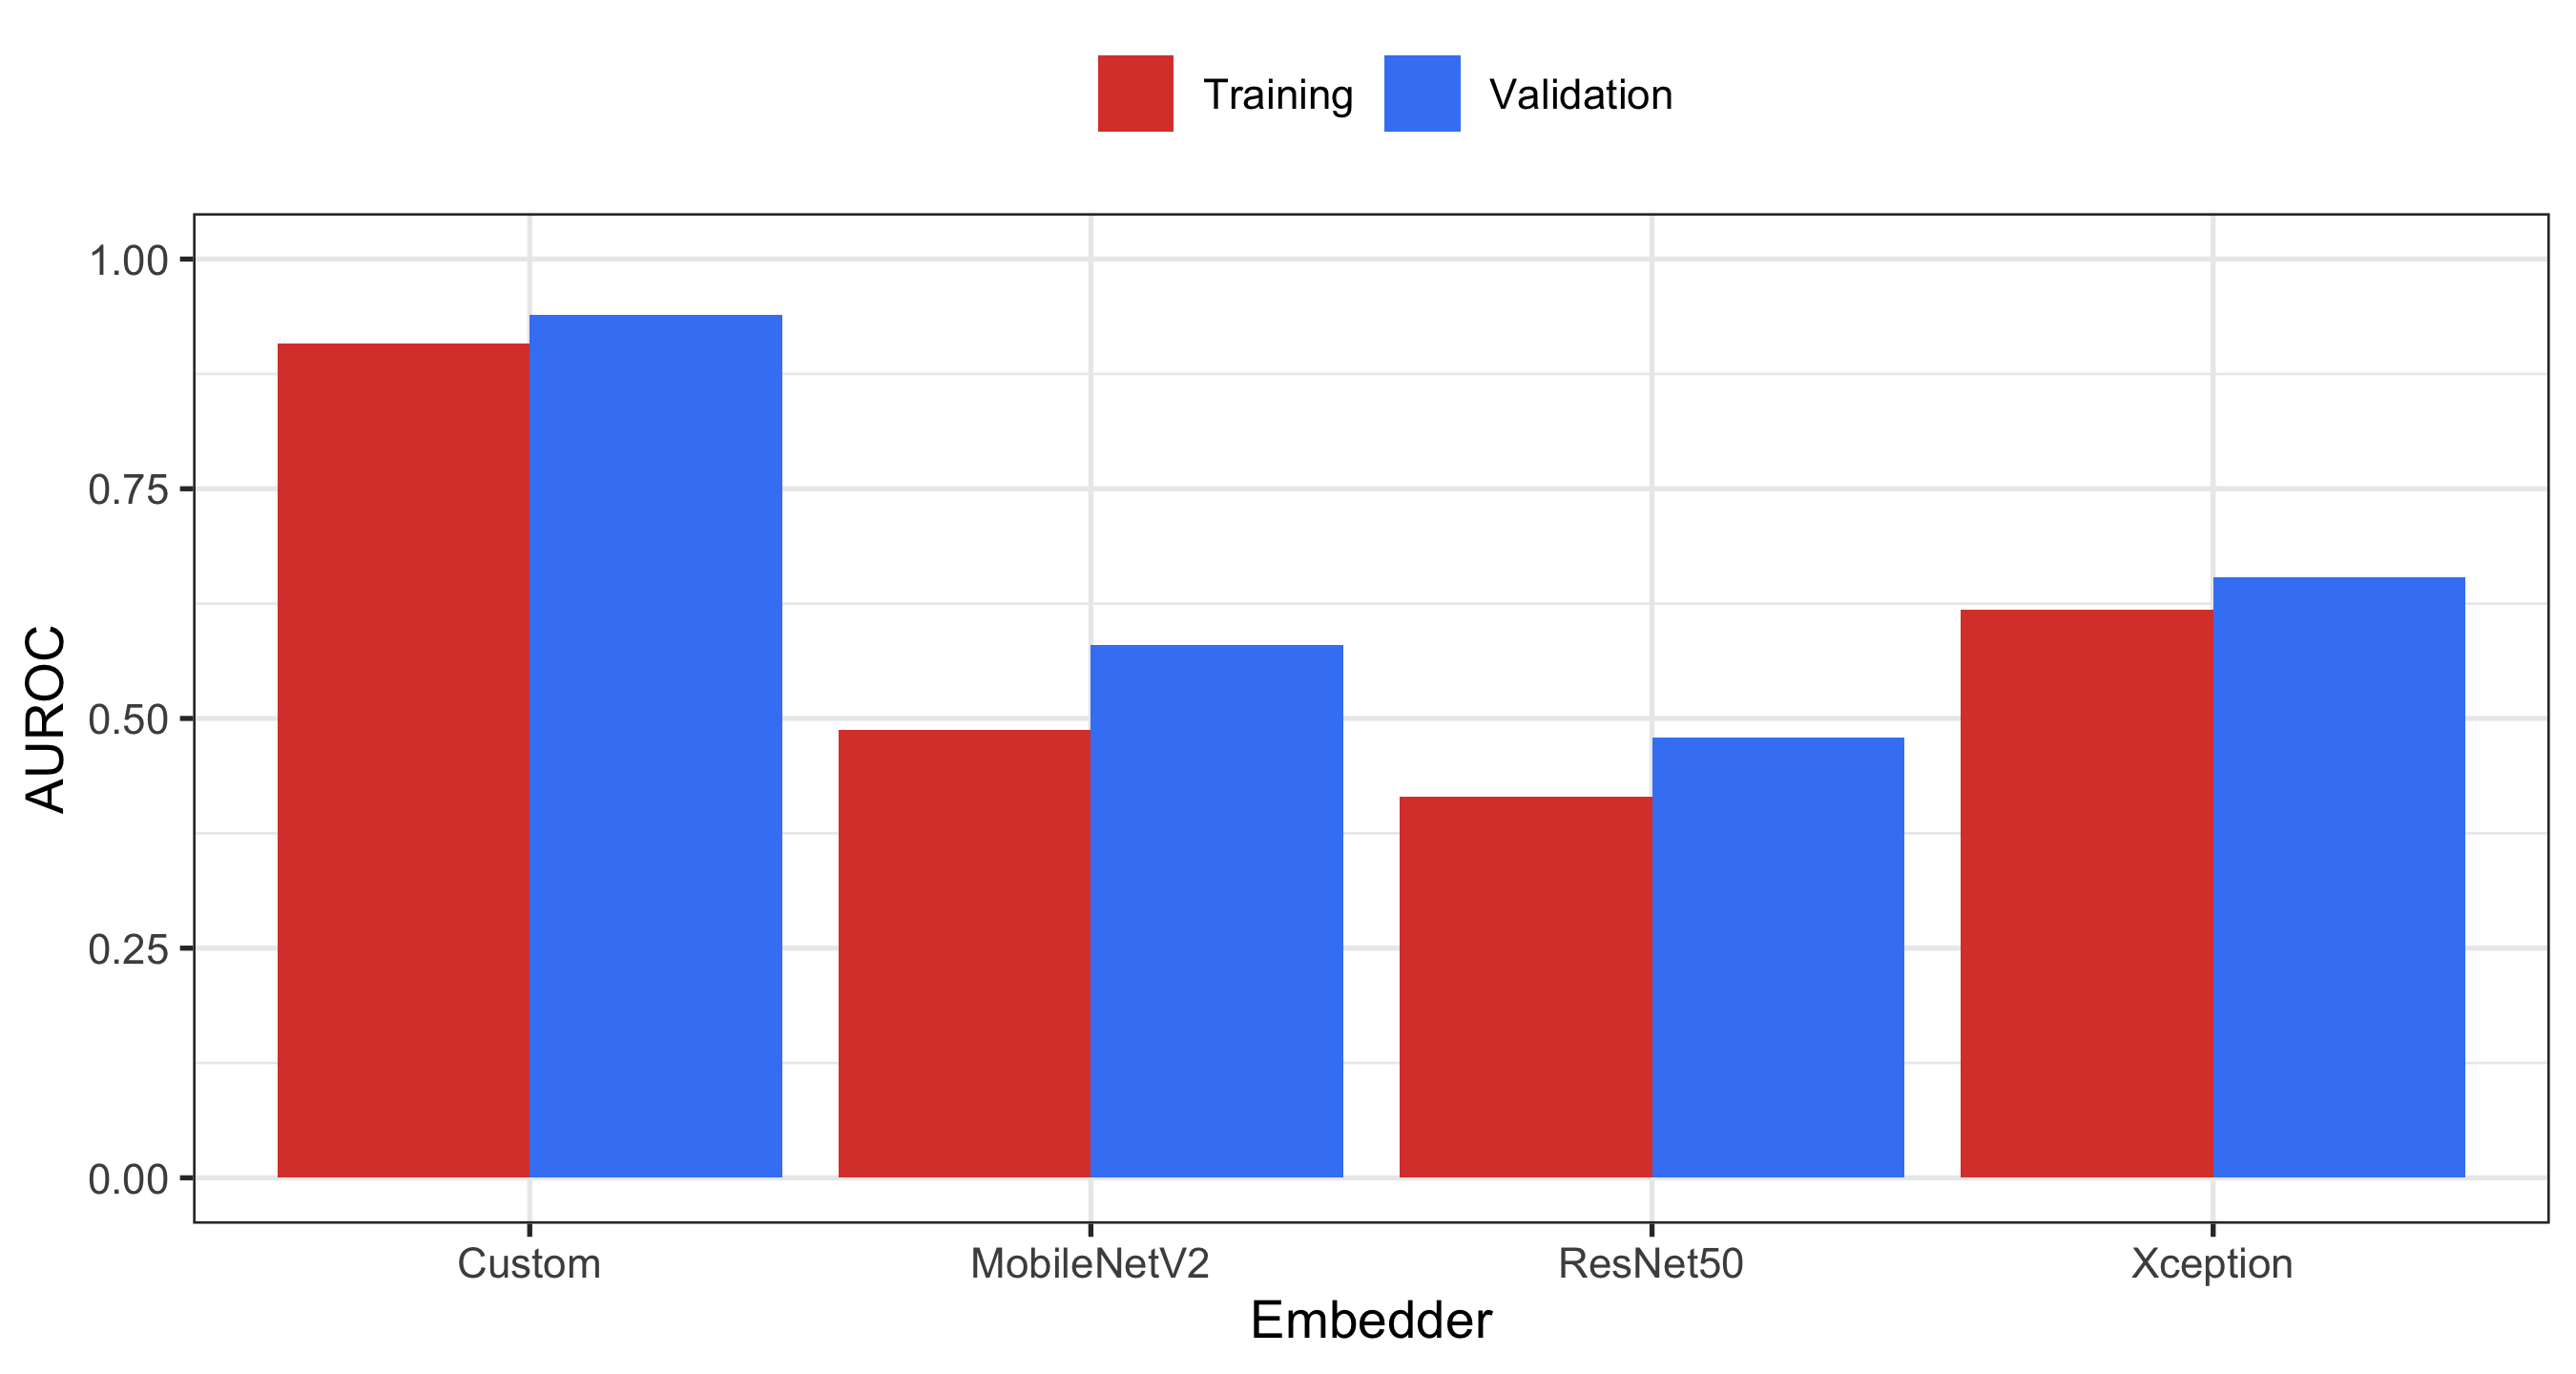 Training Validation
1.00
0.75
0.50
0.25
0.00
AUROC
Custom MobileNetV2 ResNet50 Xception
Embedder